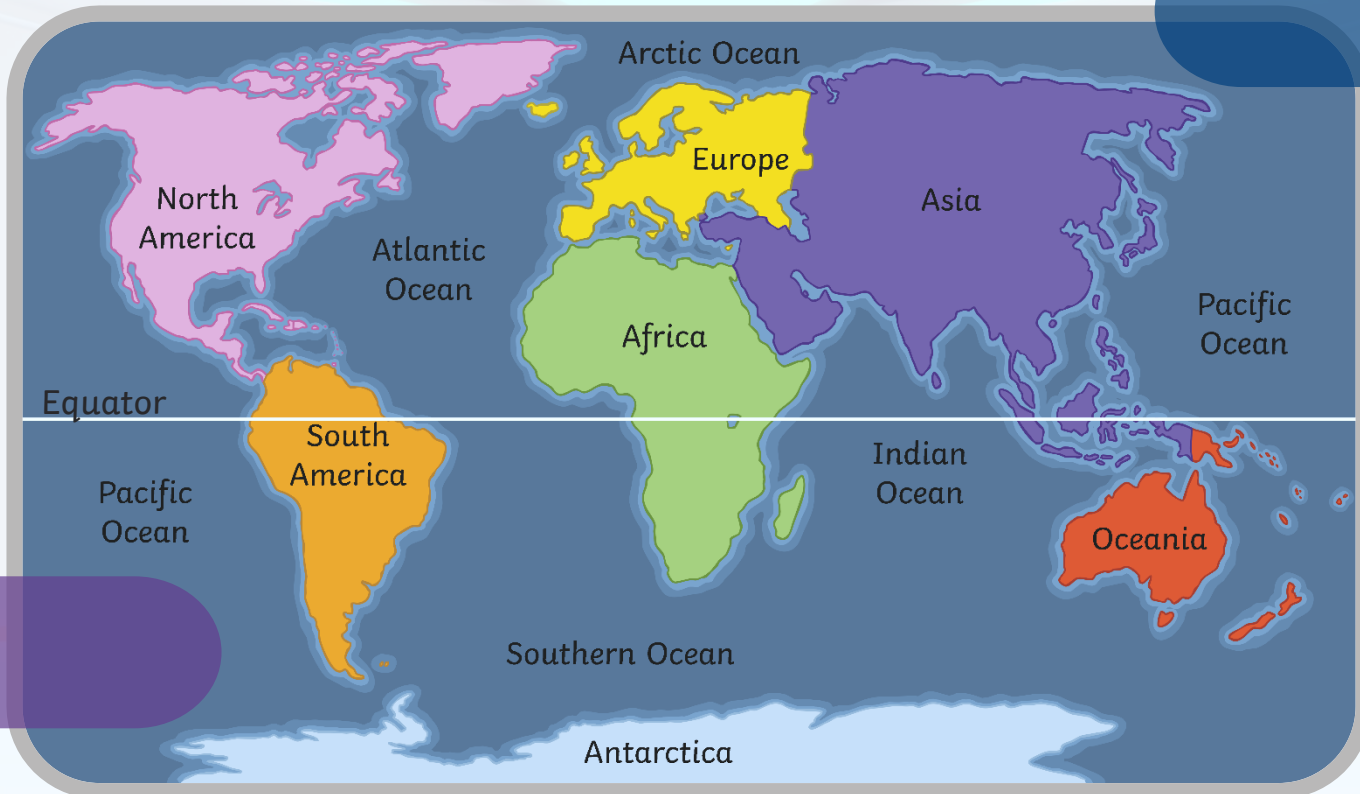 Arctic Ocean
Europe
North
America
Asia
Atlantic
Ocean
Africa
Pacific
Ocean
Equator
South
America
Indian
Ocean
Pacific
Ocean
Oceania
Southern Ocean
Antarctica